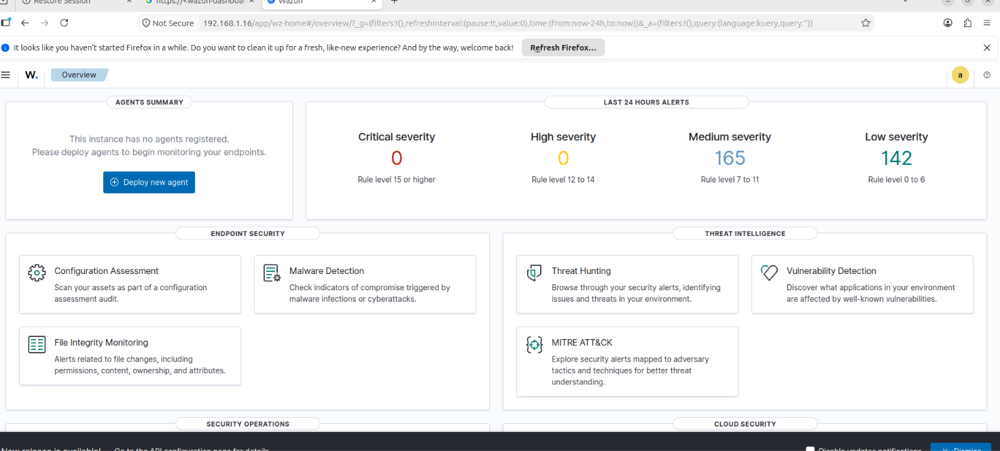 Restore Session
https://<wazuh-dashboar
Wazuh
Not Secure
192.168.1.16/app/wz-home#/overview/?_g=(filters:!(),refreshInterval:(pause:!t,value:0),time:(from:now-24h,to:now))&_a=(filters:!(),query:(language:kuery,query:''))
It looks like you haven't started Firefox in a while. Do you want to clean it up for a fresh, like-new experience? And by the way, welcome back!
Refresh Firefox...
W.
Overview
a
AGENTS SUMMARY
This instance has no agents registered.
Please deploy agents to begin monitoring your endpoints.
Deploy new agent
LAST 24 HOURS ALERTS
Critical severity
0
Rule level 15 or higher
High severity
0
Rule level 12 to 14
Medium severity
165
Rule level 7 to 11
Low severity
142
Rule level 0 to 6
ENDPOINT SECURITY
Configuration Assessment
Scan your assets as part of a configuration
assessment audit.
Malware Detection
Check indicators of compromise triggered by
malware infections or cyberattacks.
File Integrity Monitoring
Alerts related to file changes, including
permissions, content, ownership, and attributes.
THREAT INTELLIGENCE
Threat Hunting
Browse through your security alerts, identifying
issues and threats in your environment.
Vulnerability Detection
Discover what applications in your environment
are affected by well-known vulnerabilities.
MITRE ATT&CK
Explore security alerts mapped to adversary
tactics and techniques for better threat
understanding.
SECURITY OPERATIONS
CLOUD SECURITY
New release is available!
Go to the API configuration page for details
Disable updates notifications
Dismiss